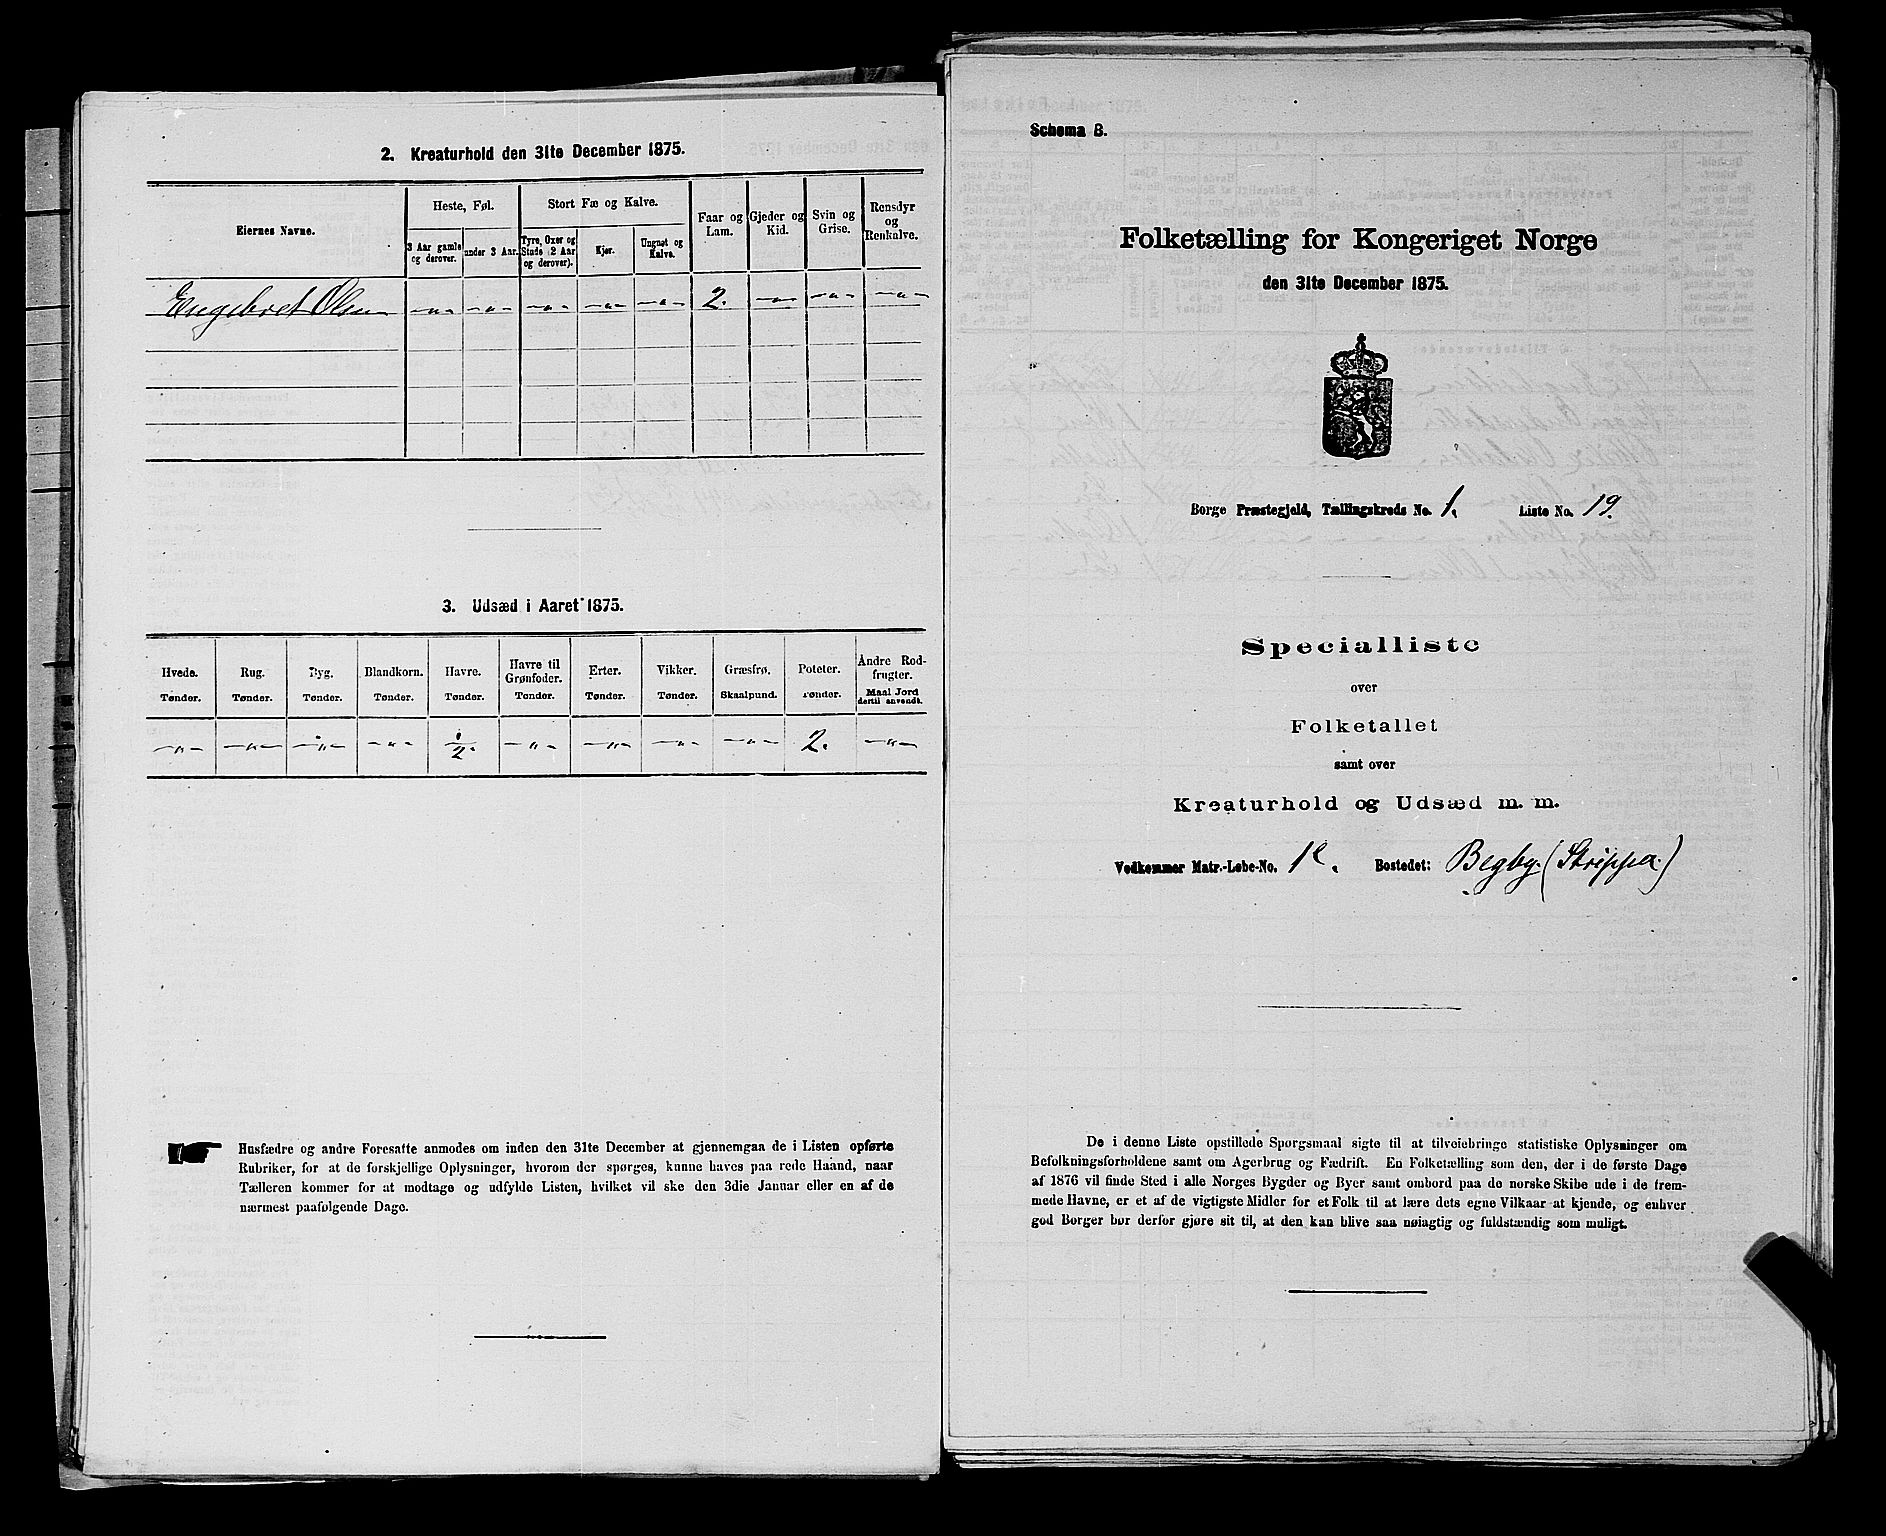 2. Kreaturhold den 31te December 1875.
Eiernes Navne.
Heste, Føl.
Stort Fæ og Kalve.
Faar og Lam.
Gjeder og Kid.
Svin og Grise.
Rensdyr og Renkalve.
3 Aar gamle og derover.
under 3 Aar.
Tyre, Oxer og Stude (2 Aar og derover).
Kjør.
Ungnøt og Kalve.
Engebret Olsen -"- -"- -"- -"- -"- 2. -"- -"- -"-
3. Udsæd i Aaret 1875.
Hvede. Rug. Byg. Blandkorn. Havre. Havre til Grønfoder. Erter. Vikker. Græsfrø. Poteter. Andre Rodfrugter.
Tønder. Tønder. Tønder. Tønder. Tønder. Tønder. Tønder. Tønder. Skaalpund. Tønder. Maal Jord dertil anvendt.
-"- -"- -"- -"- 1/2. -"- -"- -"- -"- 2. -"-
Husfædre og andre Foresatte anmodes om inden den 31te December at gjennemgaa de i Listen opførte
Rubriker, for at de forskjellige Oplysninger, hvorom der spørges, kunne haves paa rede Haand, naar
Tælleren kommer for at modtage og udfylde Listen, hvilket vil ske den 3die Januar eller en af de
nærmest paafølgende Dage.
Schema B.
Folketælling for Kongeriget Norge
den 31te December 1875.
Borge Præstegjeld, Tællingskreds No. 1. Liste No. 19.
Specialliste
over
Folketallet
samt over
Kreaturhold og Udsæd m. m.
Vedkommer Matr.-Løbe-No. 1e. Bostedet: Begby. (Strippa.)
De i denne Liste opstillede Spørgsmaal sigte til at tilveiebringe statistiske Oplysninger om
Befolkningsforholdene samt om Agerbrug og Fædrift. En Folketælling som den, der i de første Dage
af 1876 vil finde Sted i alle Norges Bygder og Byer samt ombord paa de norske Skibe ude i de frem-
mede Havne, er et af de vigtigste Midler for et Folk til at lære dets egne Vilkaar at kjende, og enhver
god Borger bør derfor gjøre sit til, at den kan blive saa nøiagtig og fuldstændig som muligt.